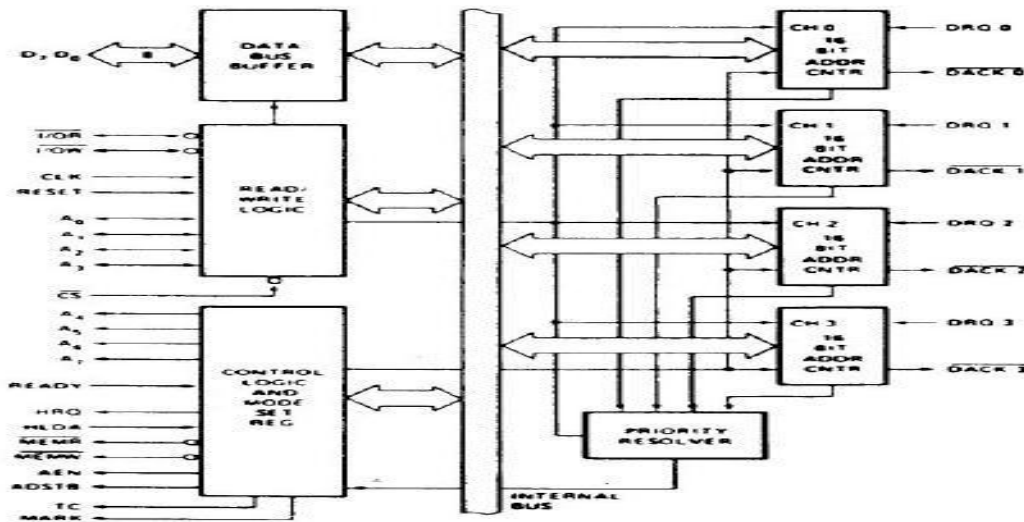 D₇ D₀
8
DATA
BUS
BUFFER
I/OR
I/OW
CLK
RESET
A₀
A₁
A₂
A₃
READ/
WRITE
LOGIC
CS
A₄
A₅
A₆
A₇
READY
HRQ
HLDA
MEMR
MEMW
AEN
ADSTB
TC
MARK
CONTROL
LOGIC
AND
MODE
SET
REG
INTERNAL
BUS
CH 0
16
BIT
ADDR
CNTR
DRQ 0
DACK 0
CH 1
16
BIT
ADDR
CNTR
DRQ 1
DACK 1
CH 2
16
BIT
ADDR
CNTR
DRQ 2
DACK 2
CH 3
16
BIT
ADDR
CNTR
DRQ 3
DACK 3
PRIORITY
RESOLVER